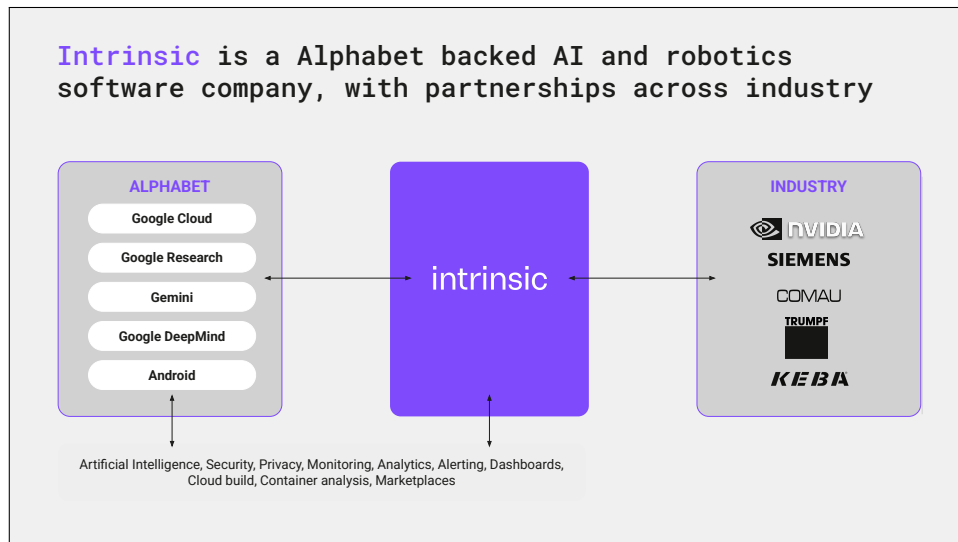 Intrinsic is a Alphabet backed AI and robotics
software company, with partnerships across industry
ALPHABET
Google Cloud
Google Research
Gemini
Google DeepMind
Android
intrinsic
INDUSTRY
NVIDIA
SIEMENS
COMAU
TRUMPF
KEBA
Artificial Intelligence, Security, Privacy, Monitoring, Analytics, Alerting, Dashboards,
Cloud build, Container analysis, Marketplaces